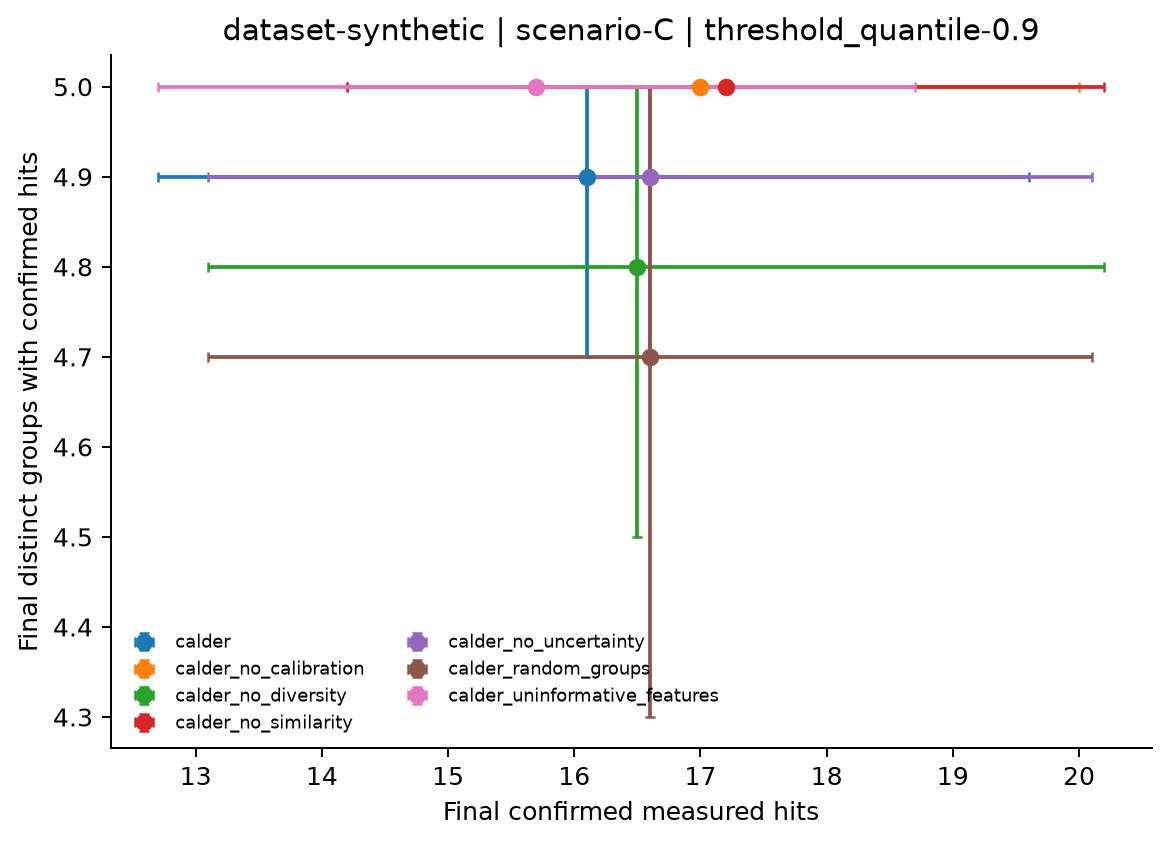 dataset-synthetic | scenario-C | threshold_quantile-0.9
Final distinct groups with confirmed hits
5.0
4.9
4.8
4.7
4.6
4.5
4.4
4.3
calder
calder_no_calibration
calder_no_diversity
calder_no_similarity
calder_no_uncertainty
calder_random_groups
calder_uninformative_features
13 14 15 16 17 18 19 20
Final confirmed measured hits